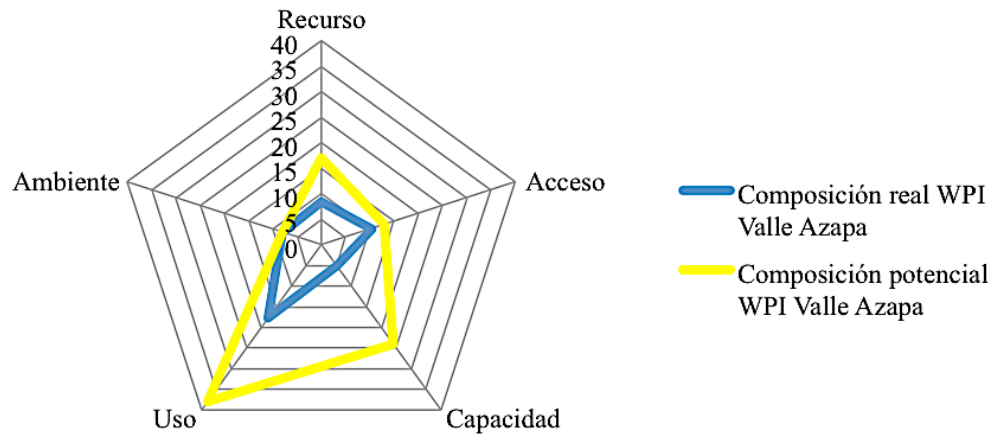 Recurso
40
35
30
25
20
15
10
5
0
Ambiente
Acceso
Uso
Capacidad
Composición real WPI
Valle Azapa
Composición potencial
WPI Valle Azapa